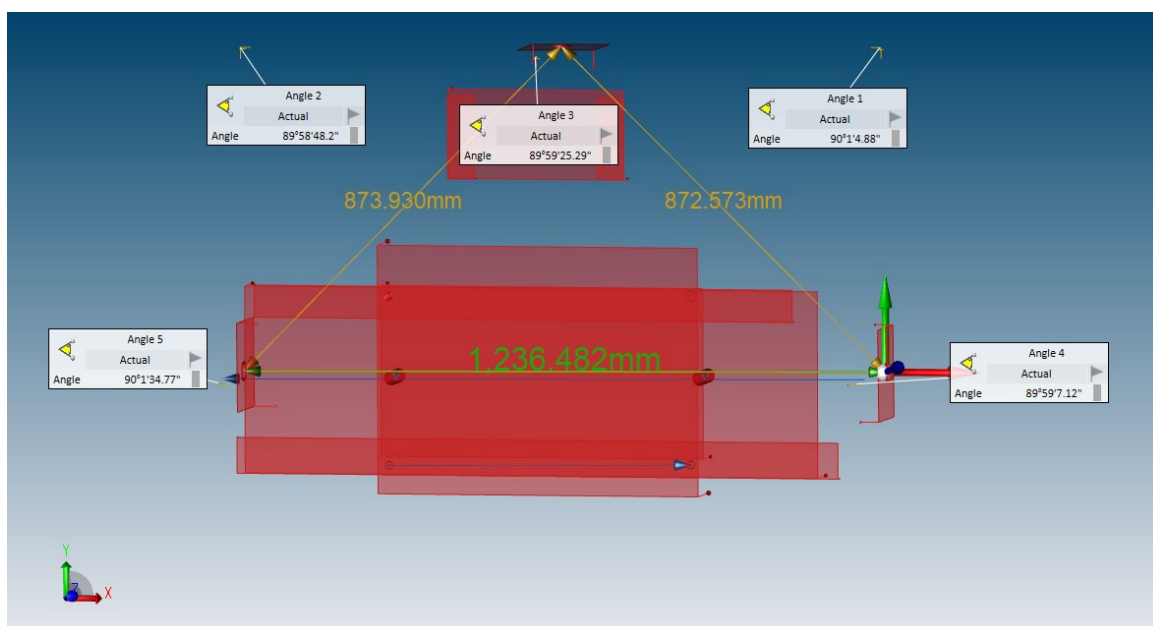 Angle 2
Actual
Angle 89°58'48.2"
Angle 3
Actual
Angle 89°59'25.29"
Angle 1
Actual
Angle 90°1'4.88"
873.930mm
872.573mm
Angle 5
Actual
Angle 90°1'34.77"
1,236.482mm
Angle 4
Actual
Angle 89°59'7.12"
Y
Z
X